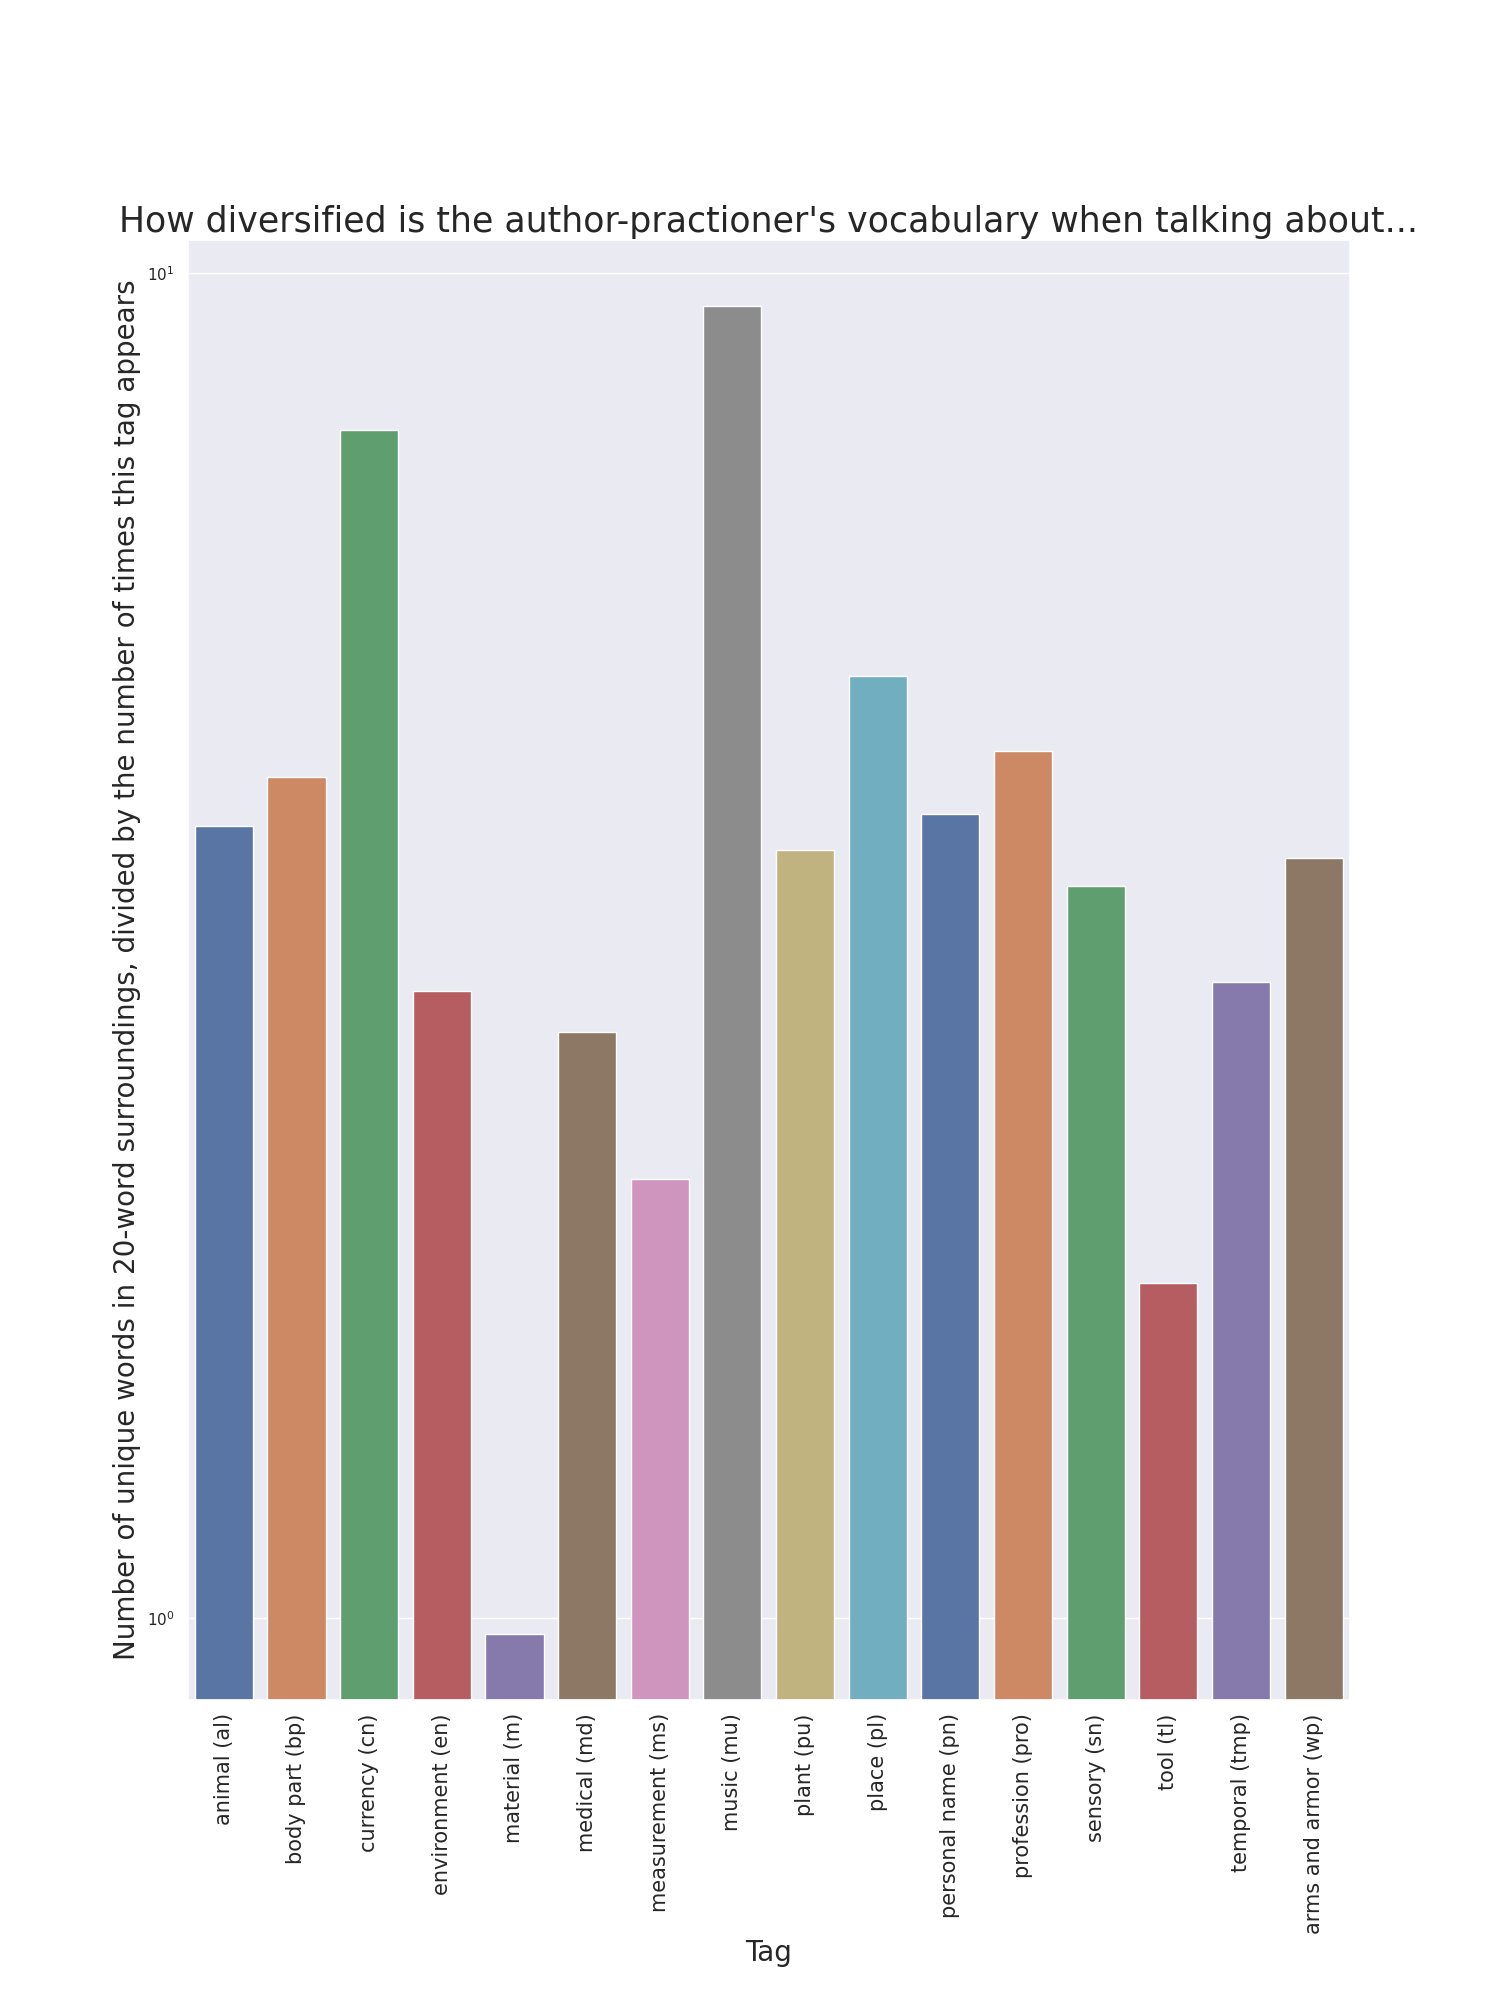 How diversified is the author-practioner's vocabulary when talking about...
Number of unique words in 20-word surroundings, divided by the number of times this tag appears
10¹
10⁰
animal (al)
body part (bp)
currency (cn)
environment (en)
material (m)
medical (md)
measurement (ms)
music (mu)
plant (pu)
place (pl)
personal name (pn)
profession (pro)
sensory (sn)
tool (tl)
temporal (tmp)
arms and armor (wp)
Tag